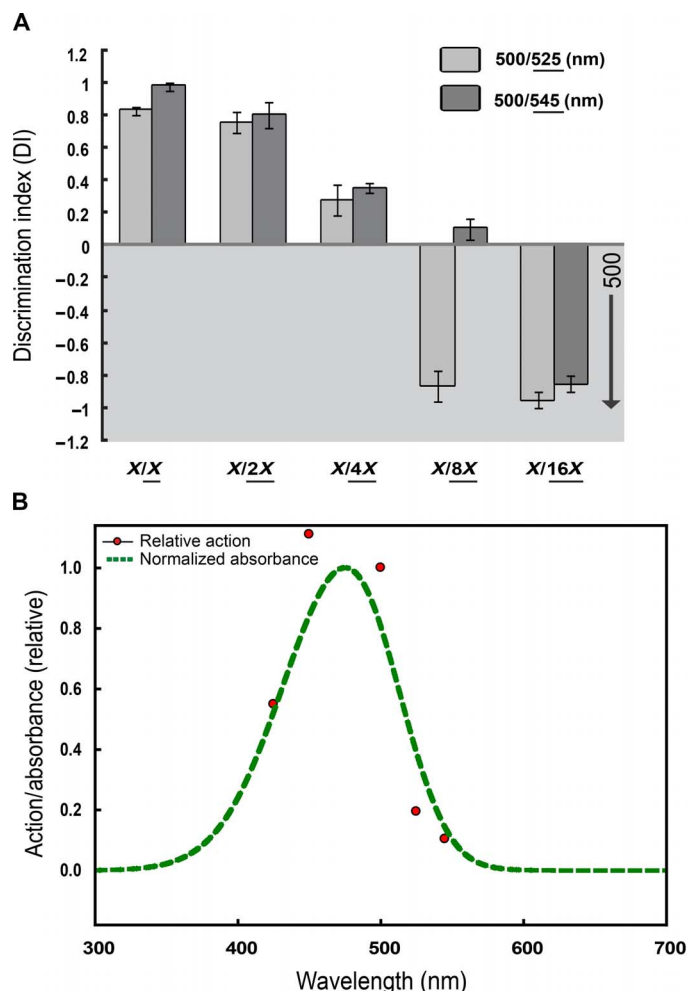 A
1.2
1
0.8
0.6
0.4
0.2
0
−0.2
−0.4
−0.6
−0.8
−1
−1.2
Discrimination index (DI)
500/525 (nm)
500/545 (nm)
500
X/X
X/2X
X/4X
X/8X
X/16X
B
Relative action
Normalized absorbance
1.0
0.8
0.6
0.4
0.2
0.0
Action/absorbance (relative)
300 400 500 600 700
Wavelength (nm)